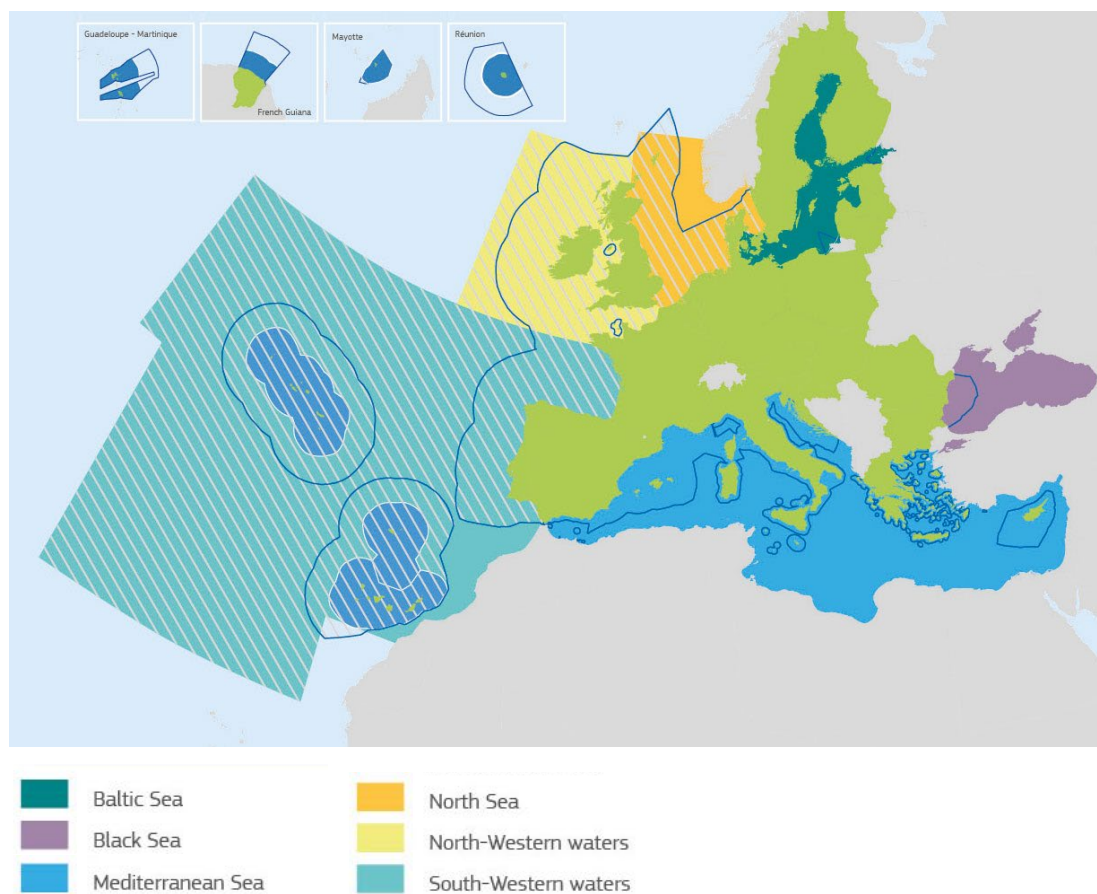 Guadeloupe - Martinique
French Guiana
Mayotte
Réunion
Baltic Sea
Black Sea
Mediterranean Sea
North Sea
North-Western waters
South-Western waters